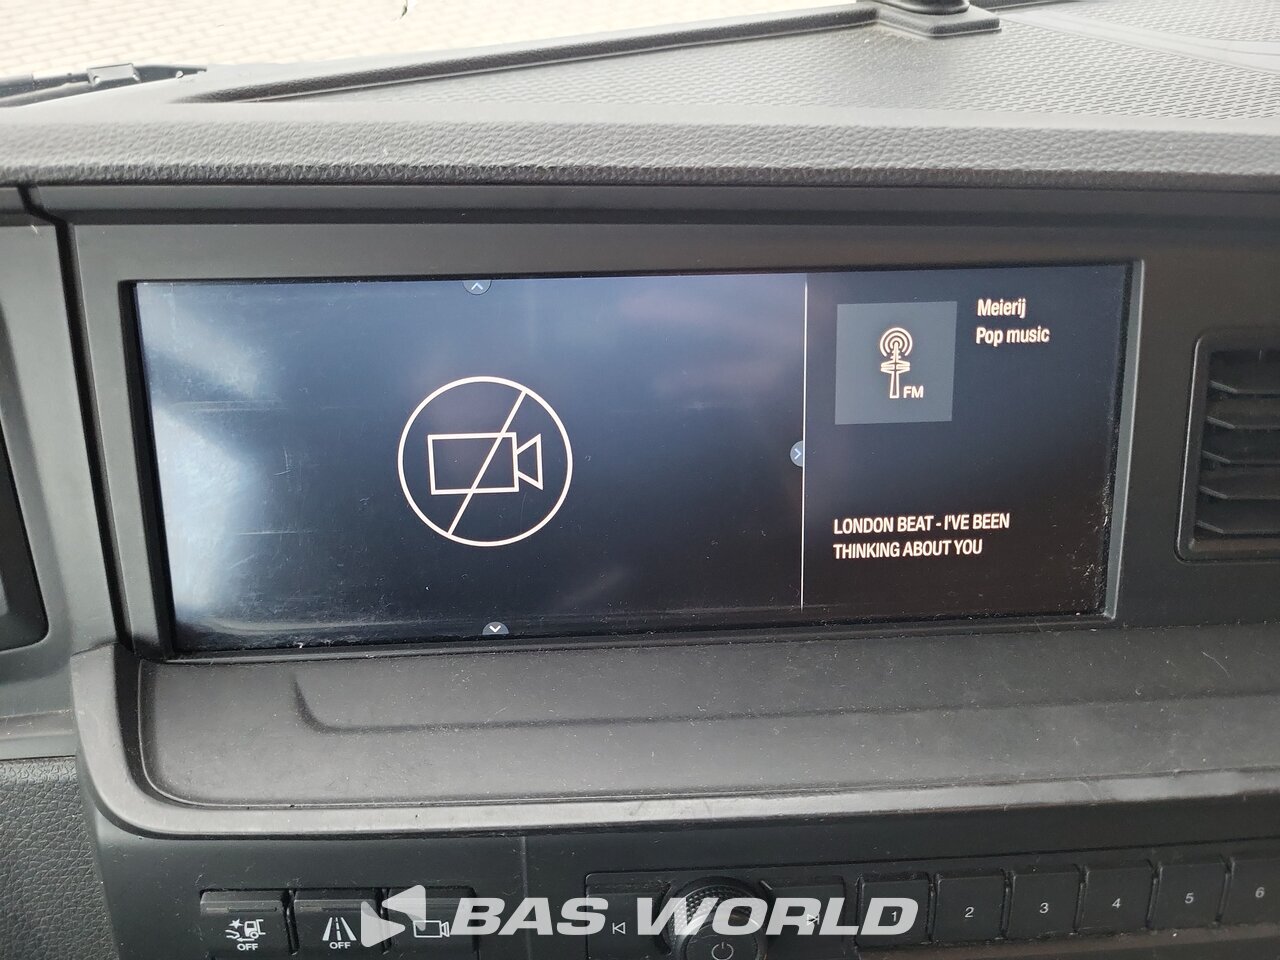 Meierij
Pop music
FM
LONDON BEAT - I'VE BEEN
THINKING ABOUT YOU
OFF
OFF
1
2
3
4
5
6
BAS WORLD